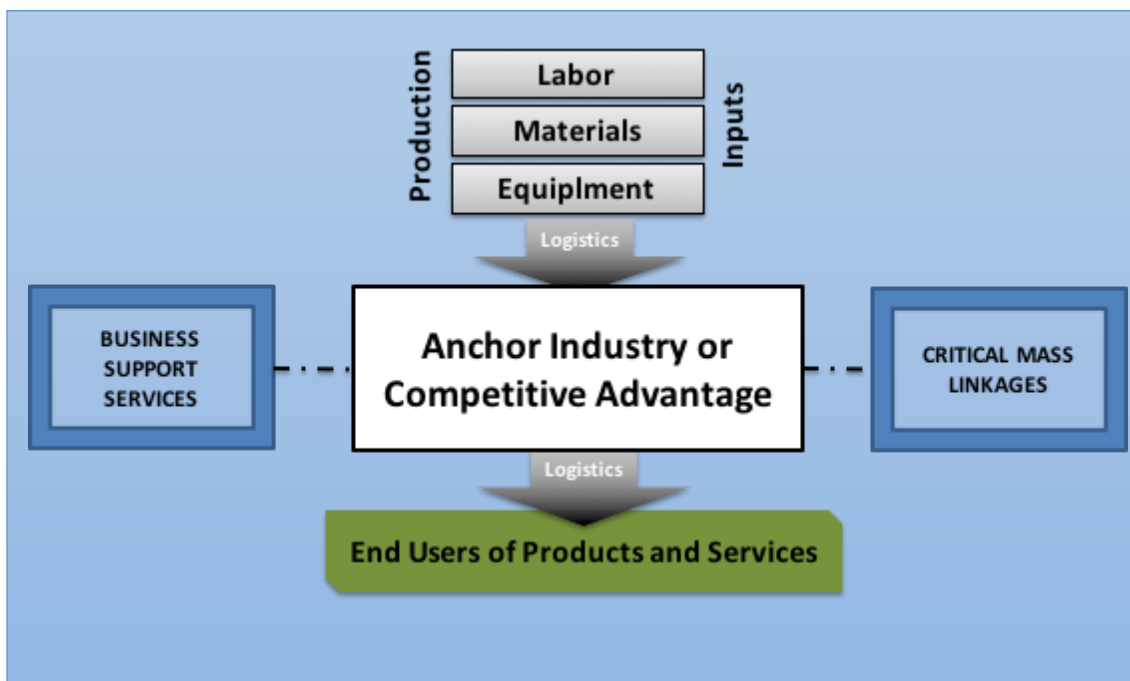 Production
Labor
Materials
Equiplment
Inputs
Logistics
BUSINESS
SUPPORT
SERVICES
Anchor Industry or
Competitive Advantage
CRITICAL MASS
LINKAGES
Logistics
End Users of Products and Services